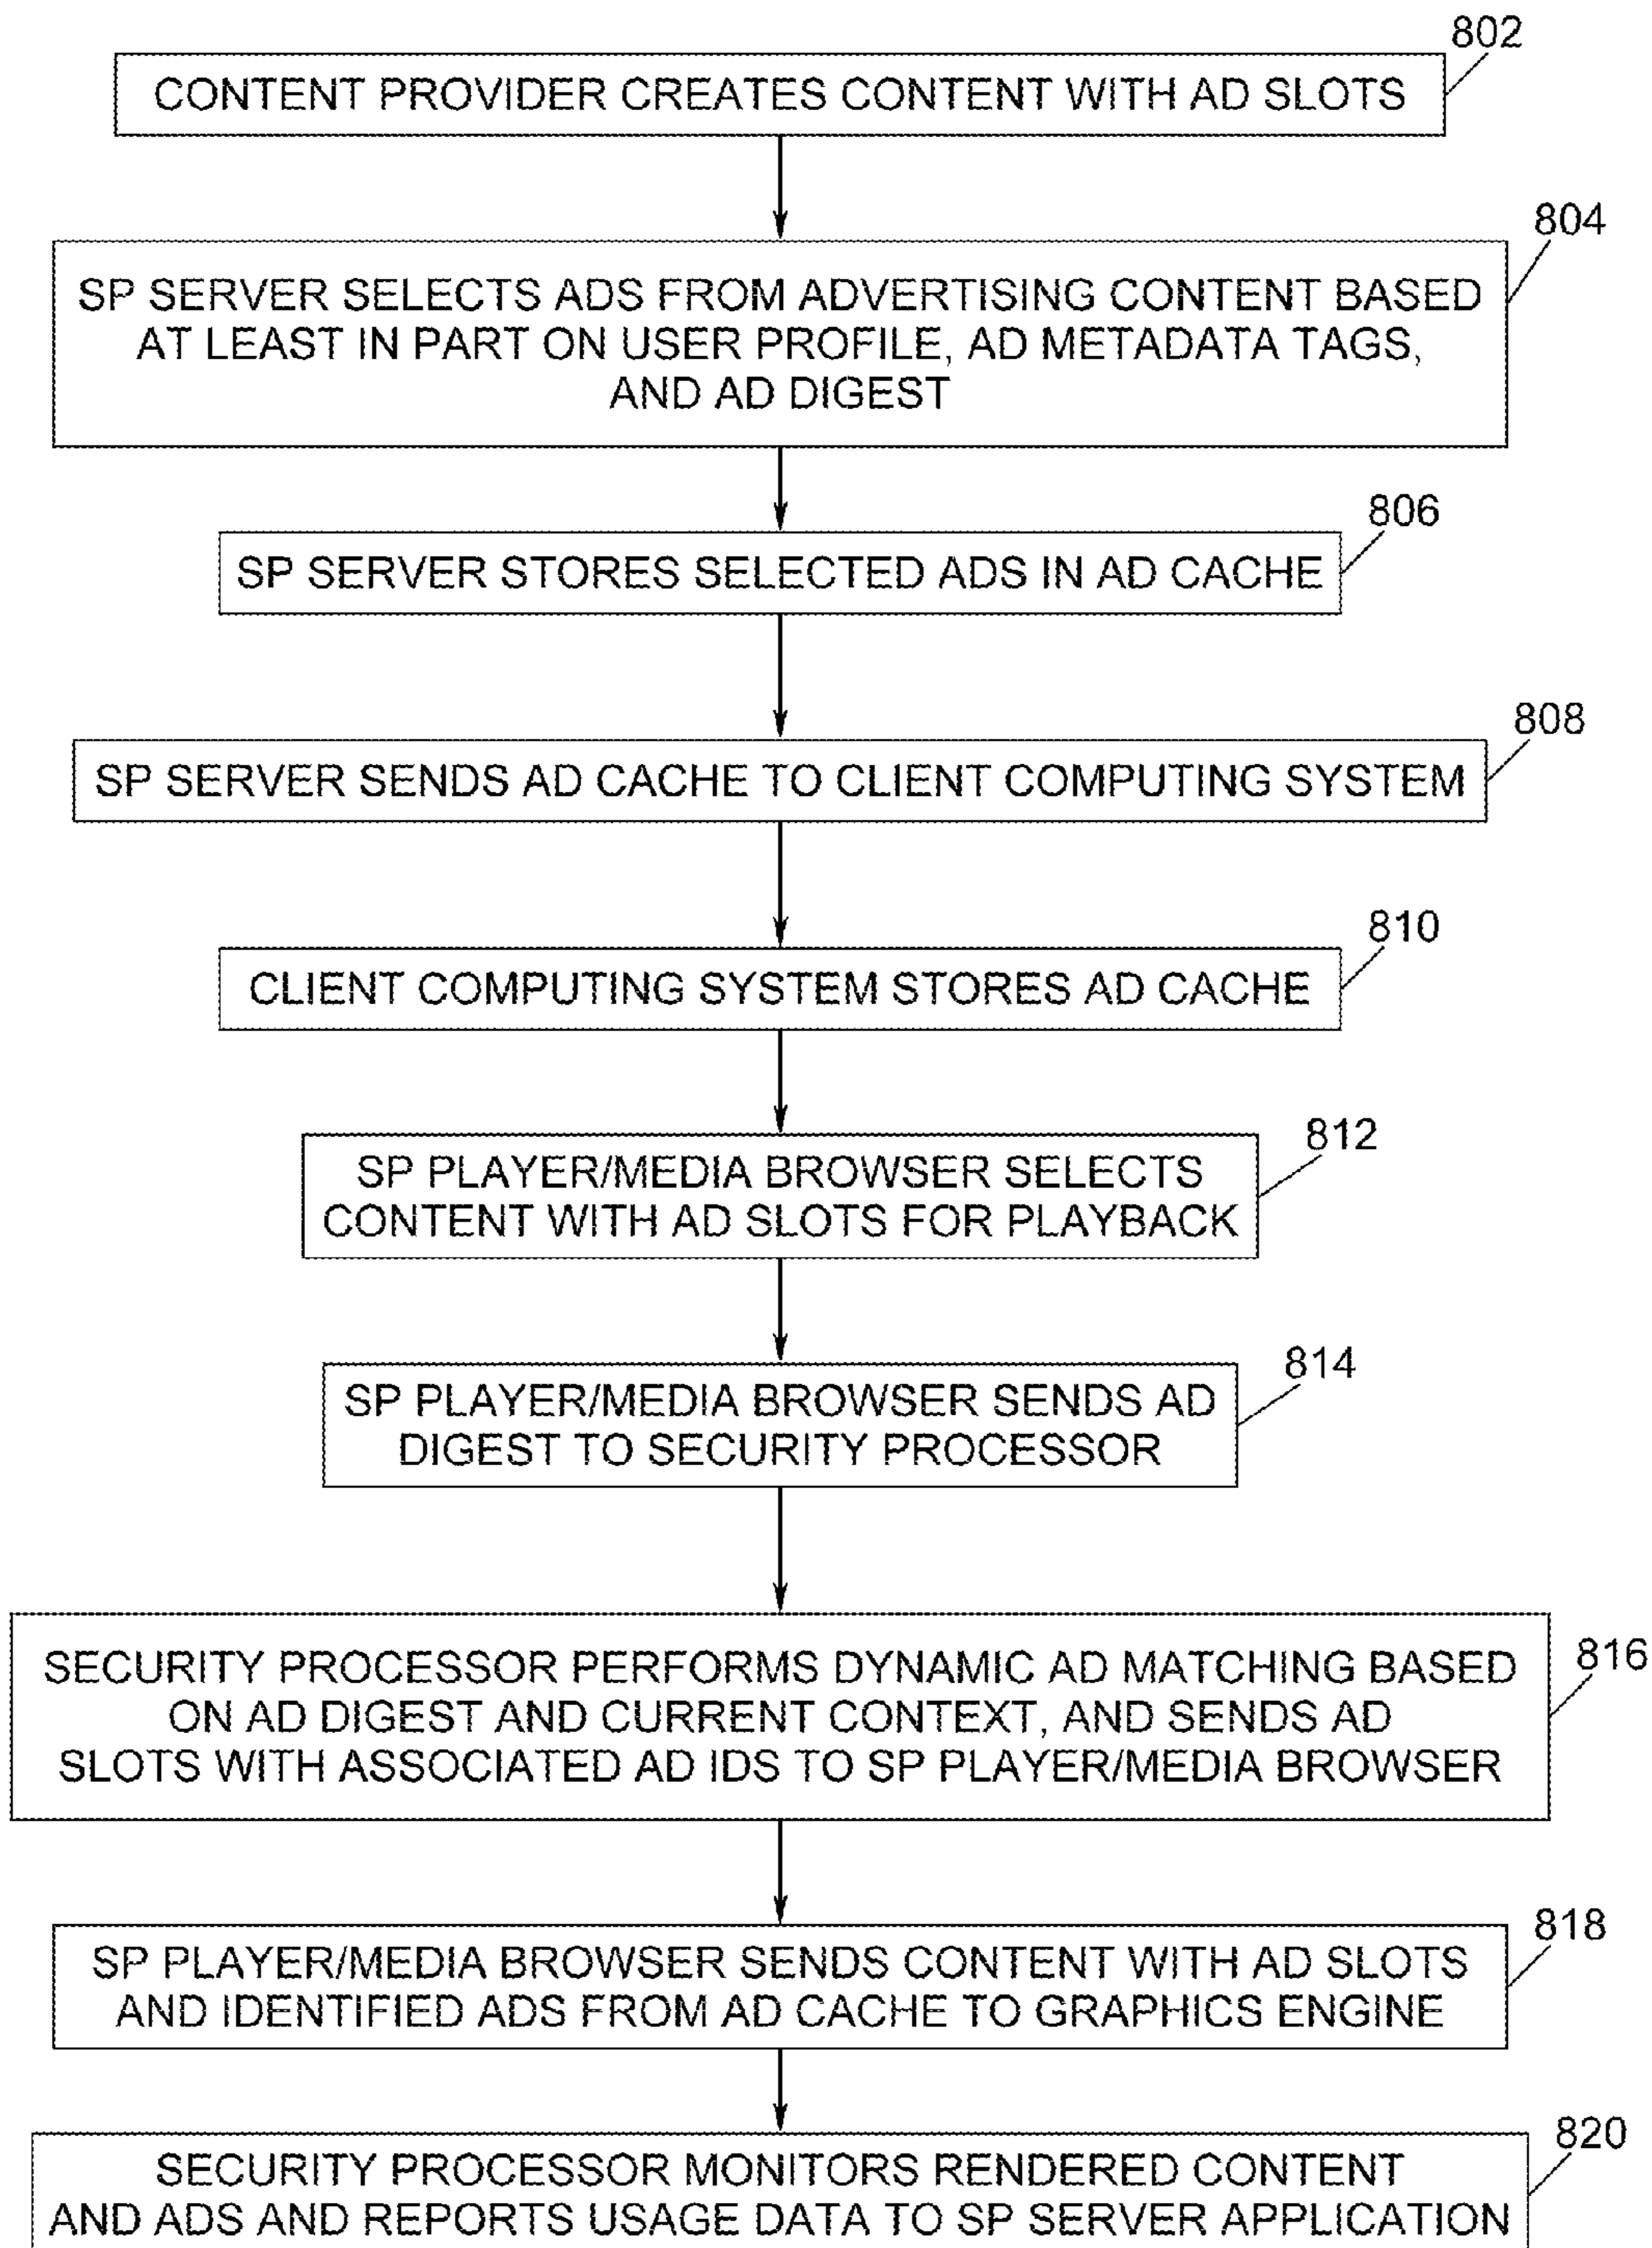 802
CONTENT PROVIDER CREATES CONTENT WITH AD SLOTS
804
SP SERVER SELECTS ADS FROM ADVERTISING CONTENT BASED
AT LEAST IN PART ON USER PROFILE, AD METADATA TAGS,
AND AD DIGEST
806
SP SERVER STORES SELECTED ADS IN AD CACHE
808
SP SERVER SENDS AD CACHE TO CLIENT COMPUTING SYSTEM
810
CLIENT COMPUTING SYSTEM STORES AD CACHE
812
SP PLAYER/MEDIA BROWSER SELECTS
CONTENT WITH AD SLOTS FOR PLAYBACK
814
SP PLAYER/MEDIA BROWSER SENDS AD
DIGEST TO SECURITY PROCESSOR
816
SECURITY PROCESSOR PERFORMS DYNAMIC AD MATCHING BASED
ON AD DIGEST AND CURRENT CONTEXT, AND SENDS AD
SLOTS WITH ASSOCIATED AD IDS TO SP PLAYER/MEDIA BROWSER
818
SP PLAYER/MEDIA BROWSER SENDS CONTENT WITH AD SLOTS
AND IDENTIFIED ADS FROM AD CACHE TO GRAPHICS ENGINE
820
SECURITY PROCESSOR MONITORS RENDERED CONTENT
AND ADS AND REPORTS USAGE DATA TO SP SERVER APPLICATION